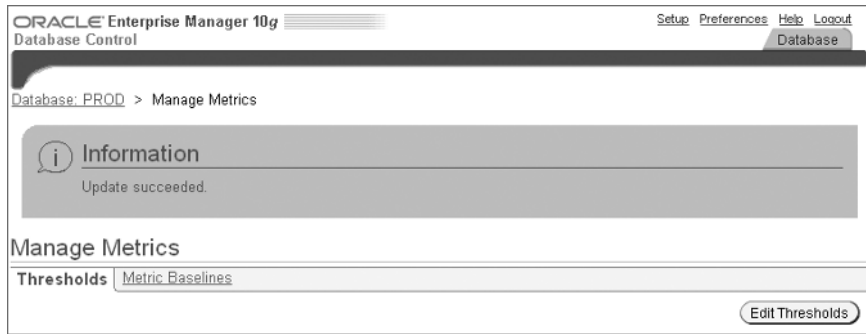 ORACLE Enterprise Manager 10g
Database Control
Setup Preferences Help Logout
Database
Database: PROD > Manage Metrics
i Information
Update succeeded.
Manage Metrics
Thresholds Metric Baselines
Edit Thresholds